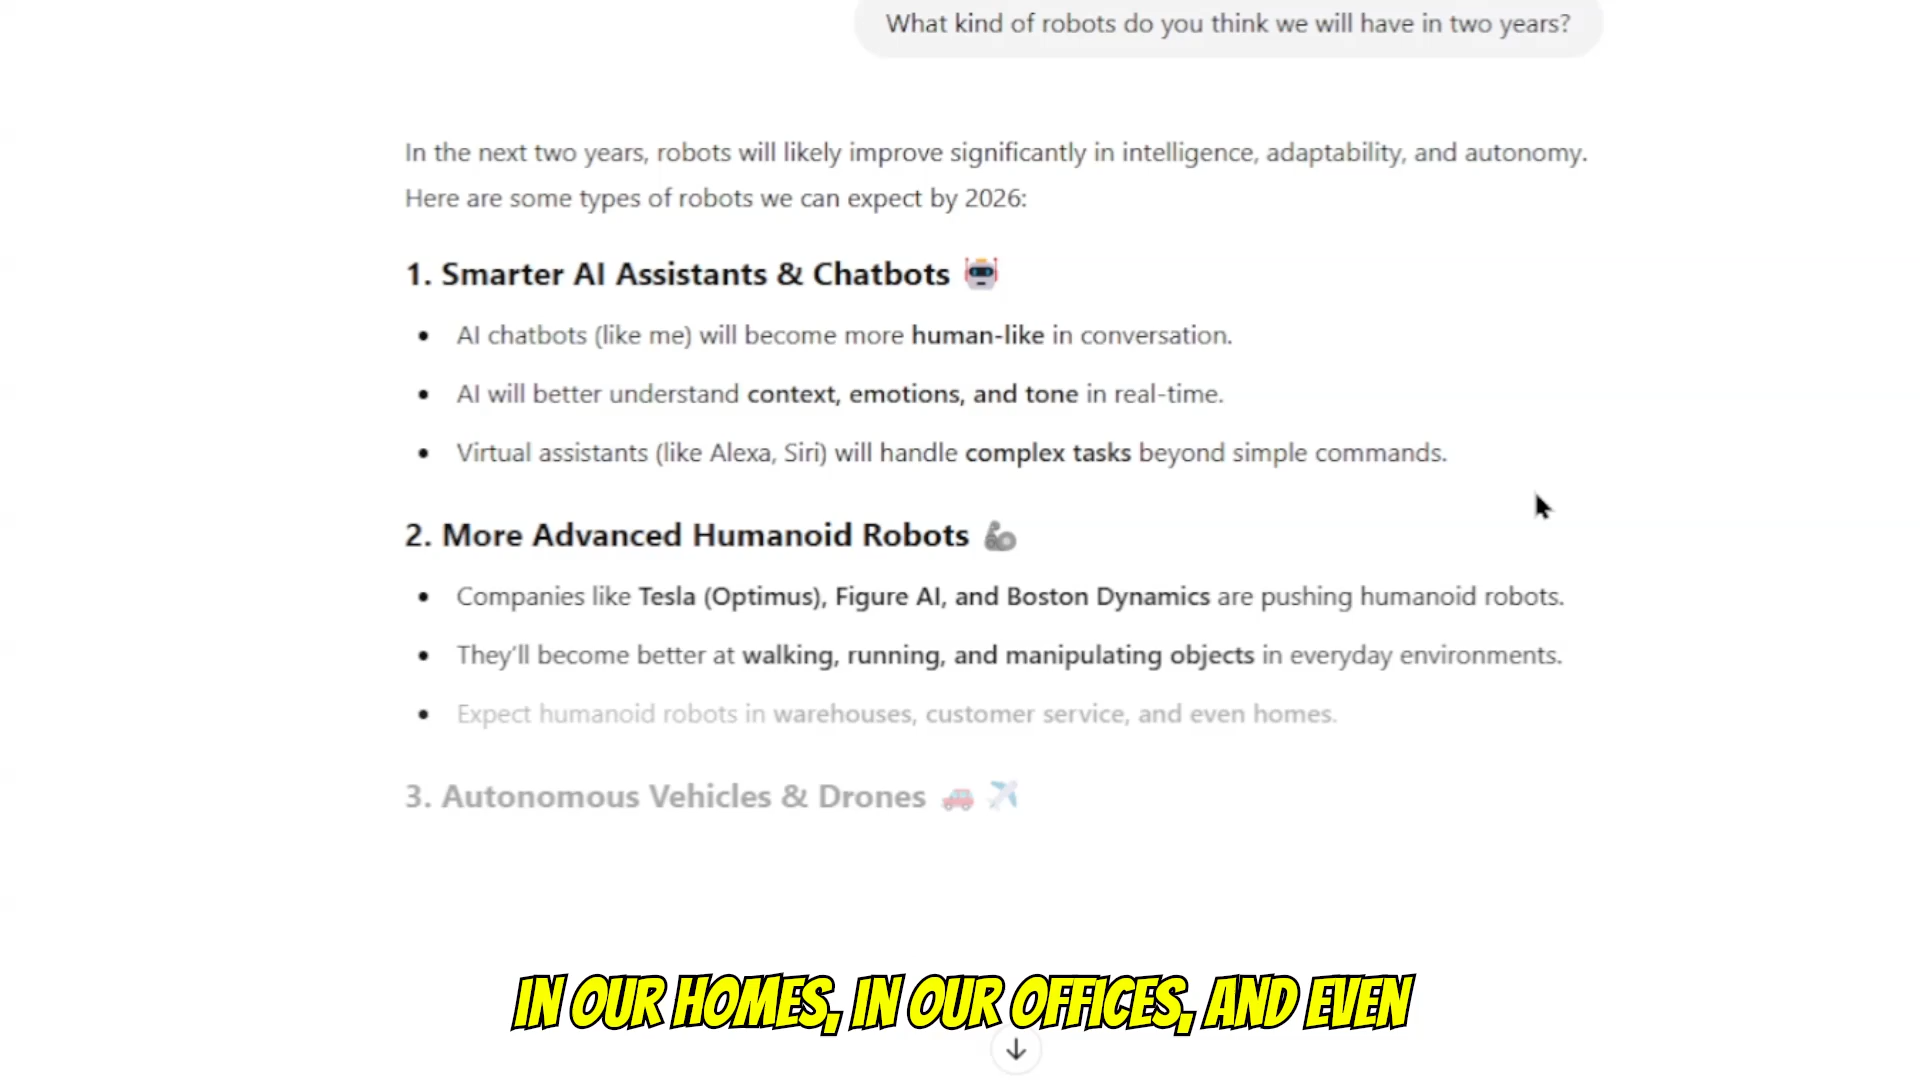 What kind of robots do you think we will have in two years?
In the next two years, robots will likely improve significantly in intelligence, adaptability, and autonomy.
Here are some types of robots we can expect by 2026:
1. Smarter AI Assistants & Chatbots 🤖
• AI chatbots (like me) will become more human-like in conversation.
• AI will better understand context, emotions, and tone in real-time.
• Virtual assistants (like Alexa, Siri) will handle complex tasks beyond simple commands.
2. More Advanced Humanoid Robots 🦾
• Companies like Tesla (Optimus), Figure AI, and Boston Dynamics are pushing humanoid robots.
• They'll become better at walking, running, and manipulating objects in everyday environments.
• Expect humanoid robots in warehouses, customer service, and even homes.
3. Autonomous Vehicles & Drones 🚗 ✈️
IN OUR HOMES, IN OUR OFFICES, AND EVEN